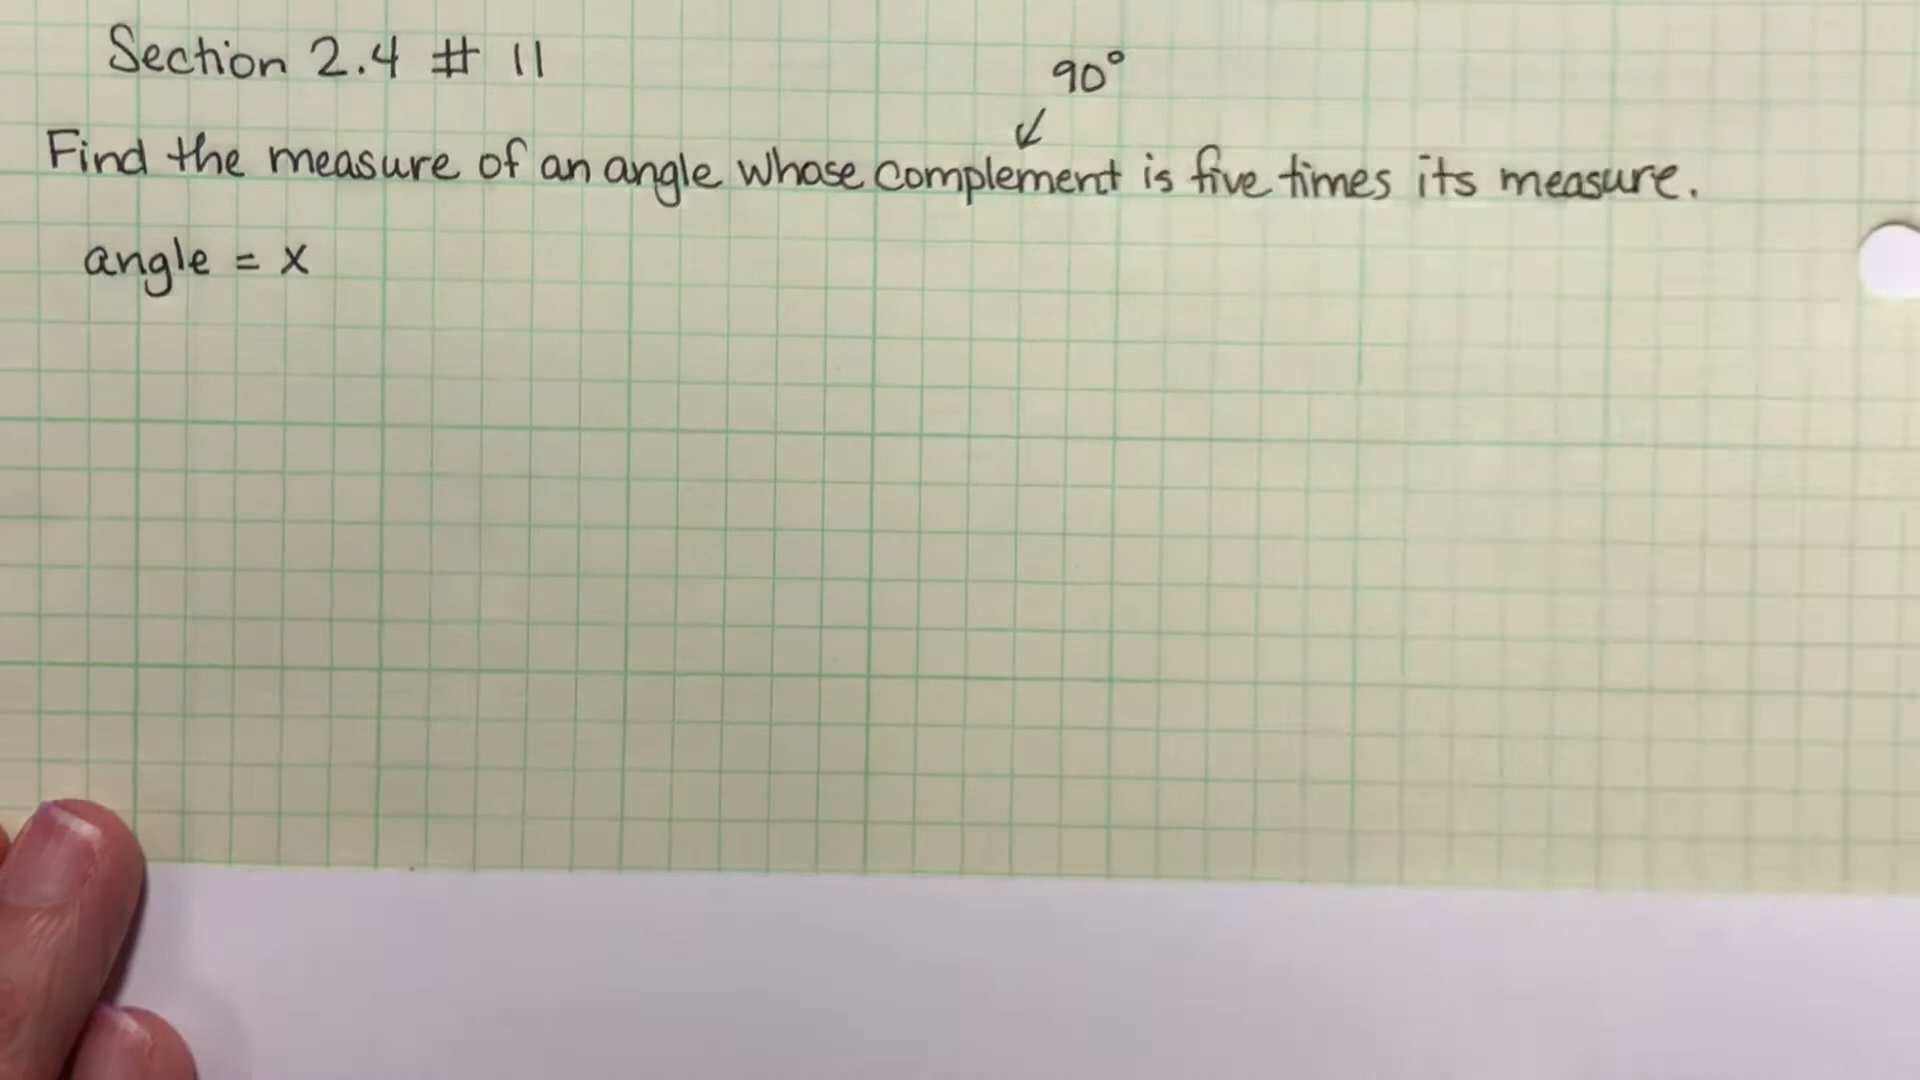 Section 2.4 # 11
90°
↙
Find the measure of an angle whose complement is five times its measure.
angle = x